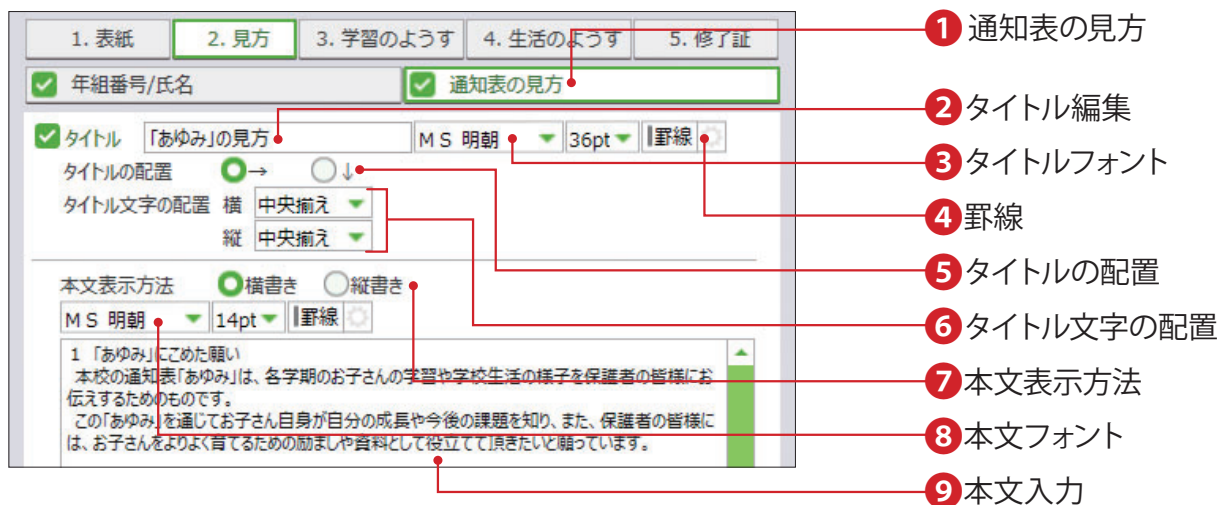 1. 表紙
2. 見方
3. 学習のようす
4. 生活のようす
5. 修了証
年組番号/氏名
通知表の見方
タイトル 「あゆみ」の見方 ＭＳ 明朝 36pt 罫線
タイトルの配置 → ↓
タイトル文字の配置 横 中央揃え
縦 中央揃え
本文表示方法 横書き 縦書き
ＭＳ 明朝 14pt 罫線
1 「あゆみ」にこめた願い
本校の通知表「あゆみ」は、各学期のお子さんの学習や学校生活の様子を保護者の皆様にお
伝えするためのものです。
この「あゆみ」を通じてお子さん自身が自分の成長や今後の課題を知り、また、保護者の皆様に
は、お子さんをよりよく育てるための励ましや資料として役立てて頂きたいと願っています。
1 通知表の見方
2 タイトル編集
3 タイトルフォント
4 罫線
5 タイトルの配置
6 タイトル文字の配置
7 本文表示方法
8 本文フォント
9 本文入力